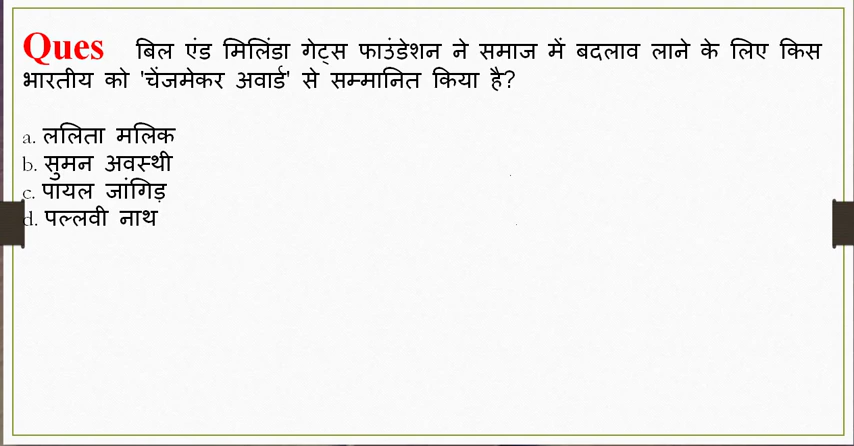 Ques बिल एंड मिलिंडा गेट्स फाउंडेशन ने समाज में बदलाव लाने के लिए किस
भारतीय को 'चेंजमेकर अवार्ड' से सम्मानित किया है?
a. ललिता मलिक
b. सुमन अवस्थी
c. पायल जांगिड़
d. पल्लवी नाथ